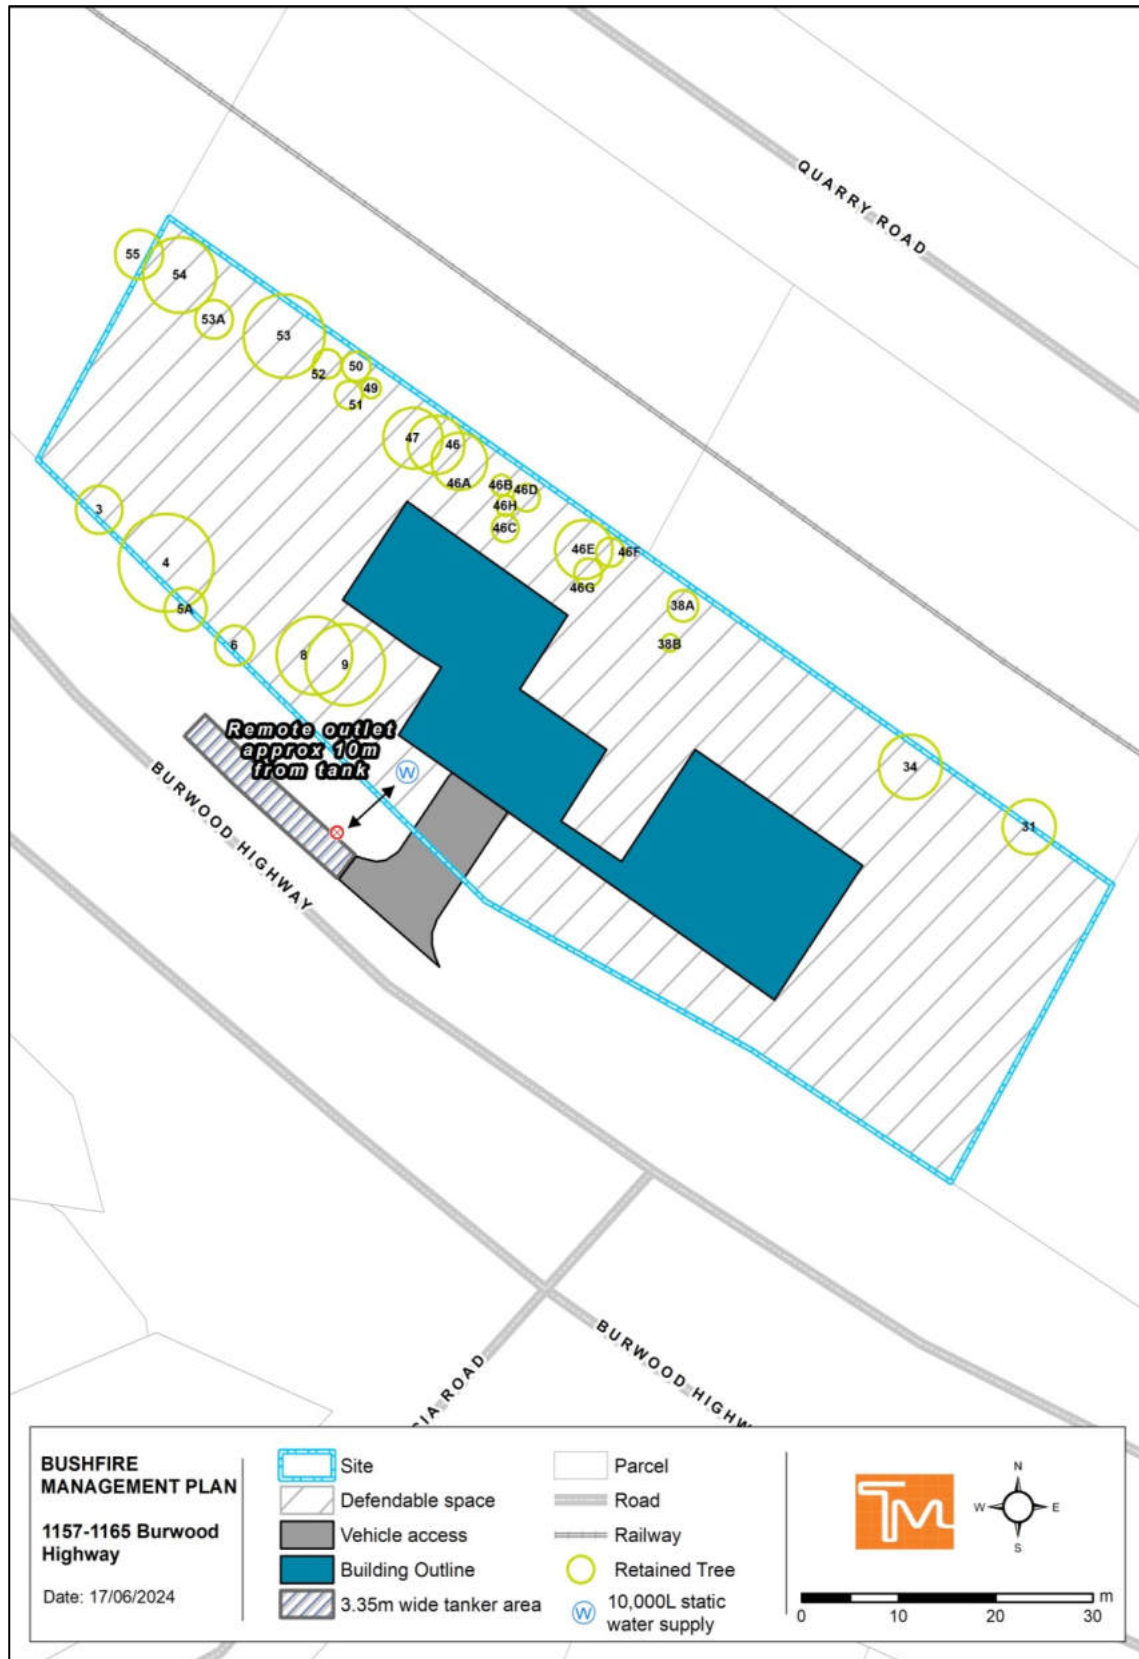 QUARRY ROAD
55
54
53A
53
52
50
49
51
47
46
46A
46B
46D
46H
46C
46E
46F
46G
38A
38B
3
4
5A
6
8
9
34
31
Remote outlet
approx 10m
from tank
W
BURWOOD HIGHWAY
BURWOOD HIGHW
SIA ROAD
BUSHFIRE
MANAGEMENT PLAN
1157-1165 Burwood
Highway
Date: 17/06/2024
Site
Defendable space
Vehicle access
Building Outline
3.35m wide tanker area
Parcel
Road
Railway
Retained Tree
W
10,000L static
water supply
TM
N
W
E
S
m
0 10 20 30